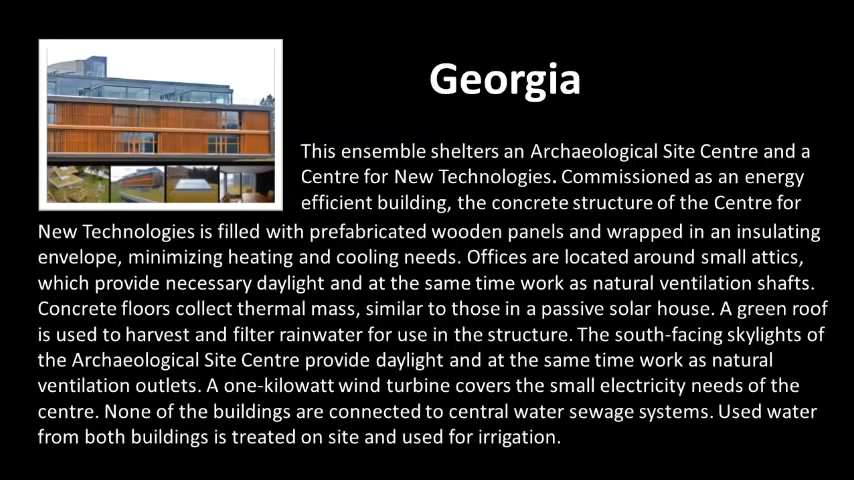 Georgia
This ensemble shelters an Archaeological Site Centre and a
Centre for New Technologies. Commissioned as an energy
efficient building, the concrete structure of the Centre for
New Technologies is filled with prefabricated wooden panels and wrapped in an insulating
envelope, minimizing heating and cooling needs. Offices are located around small attics,
which provide necessary daylight and at the same time work as natural ventilation shafts.
Concrete floors collect thermal mass, similar to those in a passive solar house. A green roof
is used to harvest and filter rainwater for use in the structure. The south-facing skylights of
the Archaeological Site Centre provide daylight and at the same time work as natural
ventilation outlets. A one-kilowatt wind turbine covers the small electricity needs of the
centre. None of the buildings are connected to central water sewage systems. Used water
from both buildings is treated on site and used for irrigation.